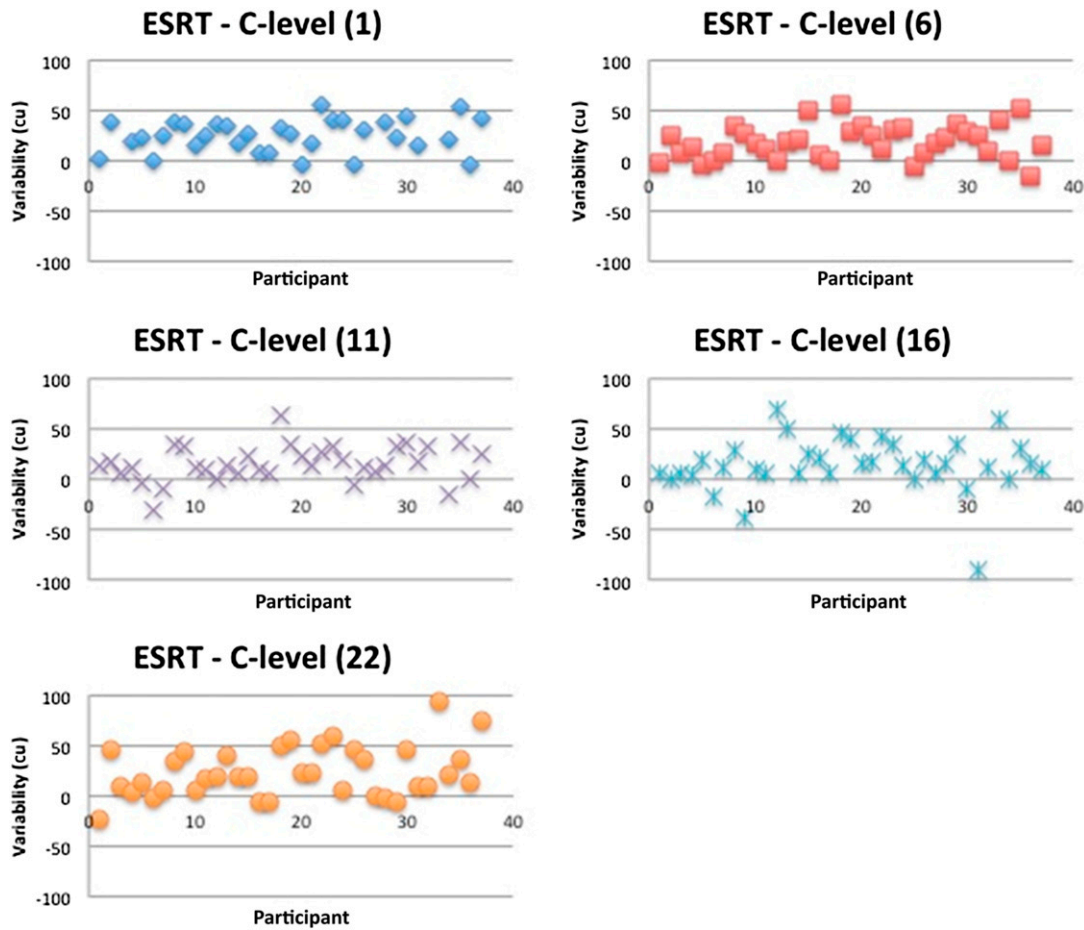 ESRT - C-level (1)
100
50
0
-50
-100
0 10 20 30 40
Variability (cu)
Participant
ESRT - C-level (6)
100
50
0
-50
-100
0 10 20 30 40
Variability (cu)
Participant
ESRT - C-level (11)
100
50
0
-50
-100
0 10 20 30 40
Variability (cu)
Participant
ESRT - C-level (16)
100
50
0
-50
-100
0 10 20 30 40
Variability (cu)
Participant
ESRT - C-level (22)
100
50
0
-50
-100
0 10 20 30 40
Variability (cu)
Participant